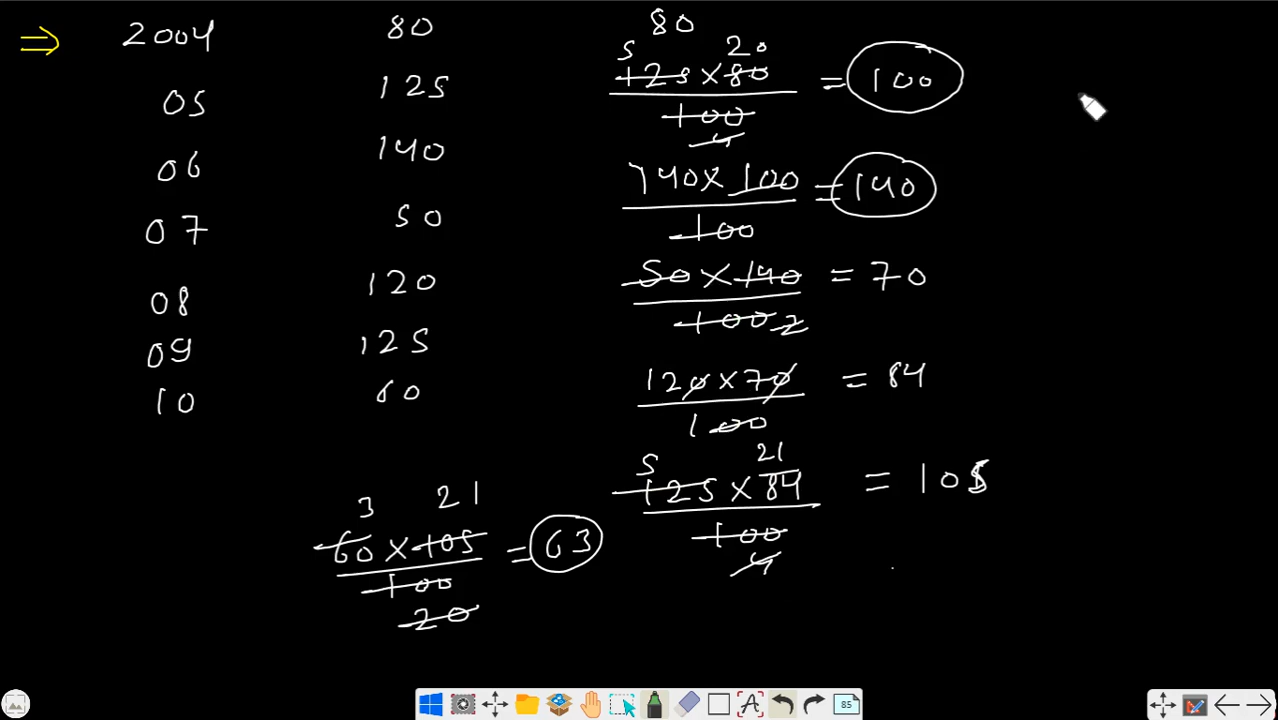 ⇒ 2004 80
05 125
06 140
07 50
08 120
09 125
10 60
80
5 20
125 × 80 = 100
100
4
140 × 100 = 140
100
50 × 140 = 70
100 2
120 × 70 = 84
100
5 21
125 × 84 = 105
100
4
3 21
60 × 105 = 63
100
20
A 85